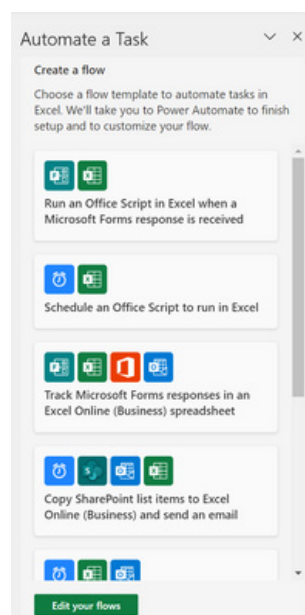 Automate a Task
Create a flow
Choose a flow template to automate tasks in
Excel. We'll take you to Power Automate to finish
setup and to customize your flow.
Run an Office Script in Excel when a
Microsoft Forms response is received
Schedule an Office Script to run in Excel
Track Microsoft Forms responses in an
Excel Online (Business) spreadsheet
Copy SharePoint list items to Excel
Online (Business) and send an email
Edit your flows